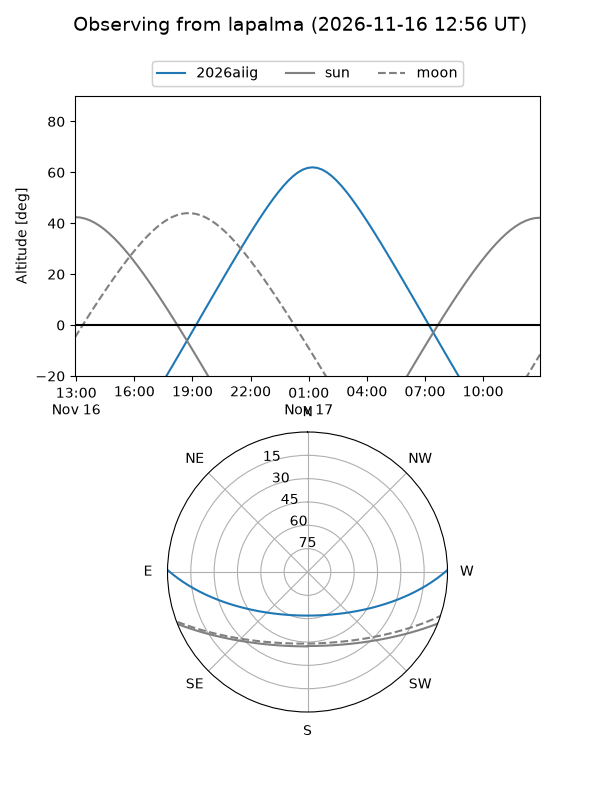 Observing from lapalma (2026-11-16 12:56 UT)
2026aiig sun moon
80
60
40
20
0
−20
Altitude [deg]
13:00 16:00 19:00 22:00 01:00 04:00 07:00 10:00
Nov 16 Nov 17
N
NE NW
15
30
45
60
75
E W
SE SW
S